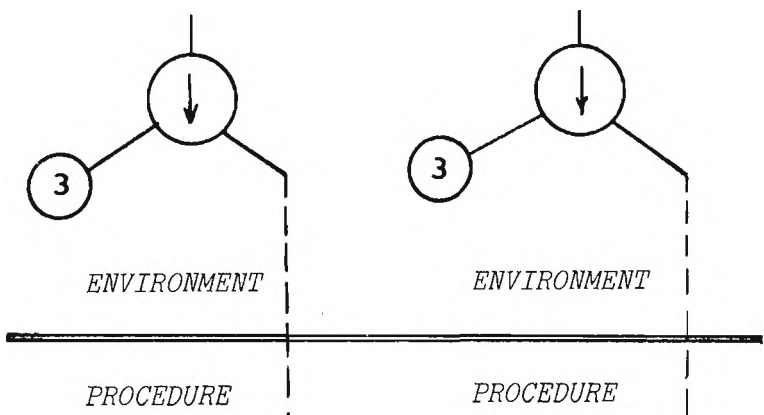 ↓ ↓
3 3
ENVIRONMENT ENVIRONMENT
PROCEDURE PROCEDURE